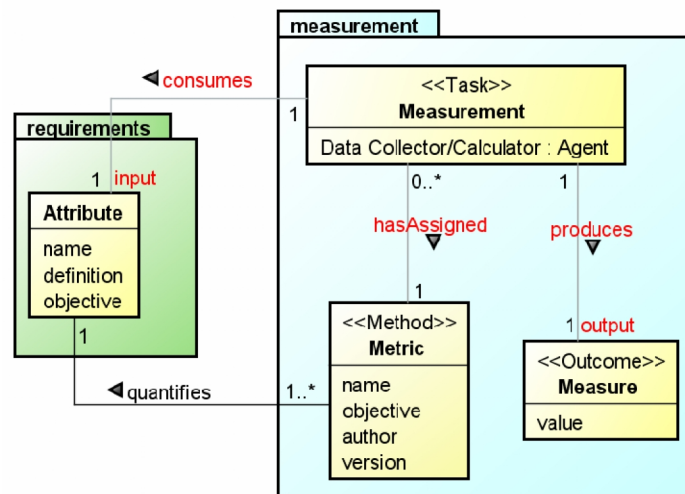 measurement
consumes
<<Task>>
Measurement
Data Collector/Calculator : Agent
1
requirements
1 input
Attribute
name
definition
objective
0..*
1
hasAssigned
produces
1
1
<<Method>>
Metric
name
objective
author
version
1 output
<<Outcome>>
Measure
value
quantifies
1..*